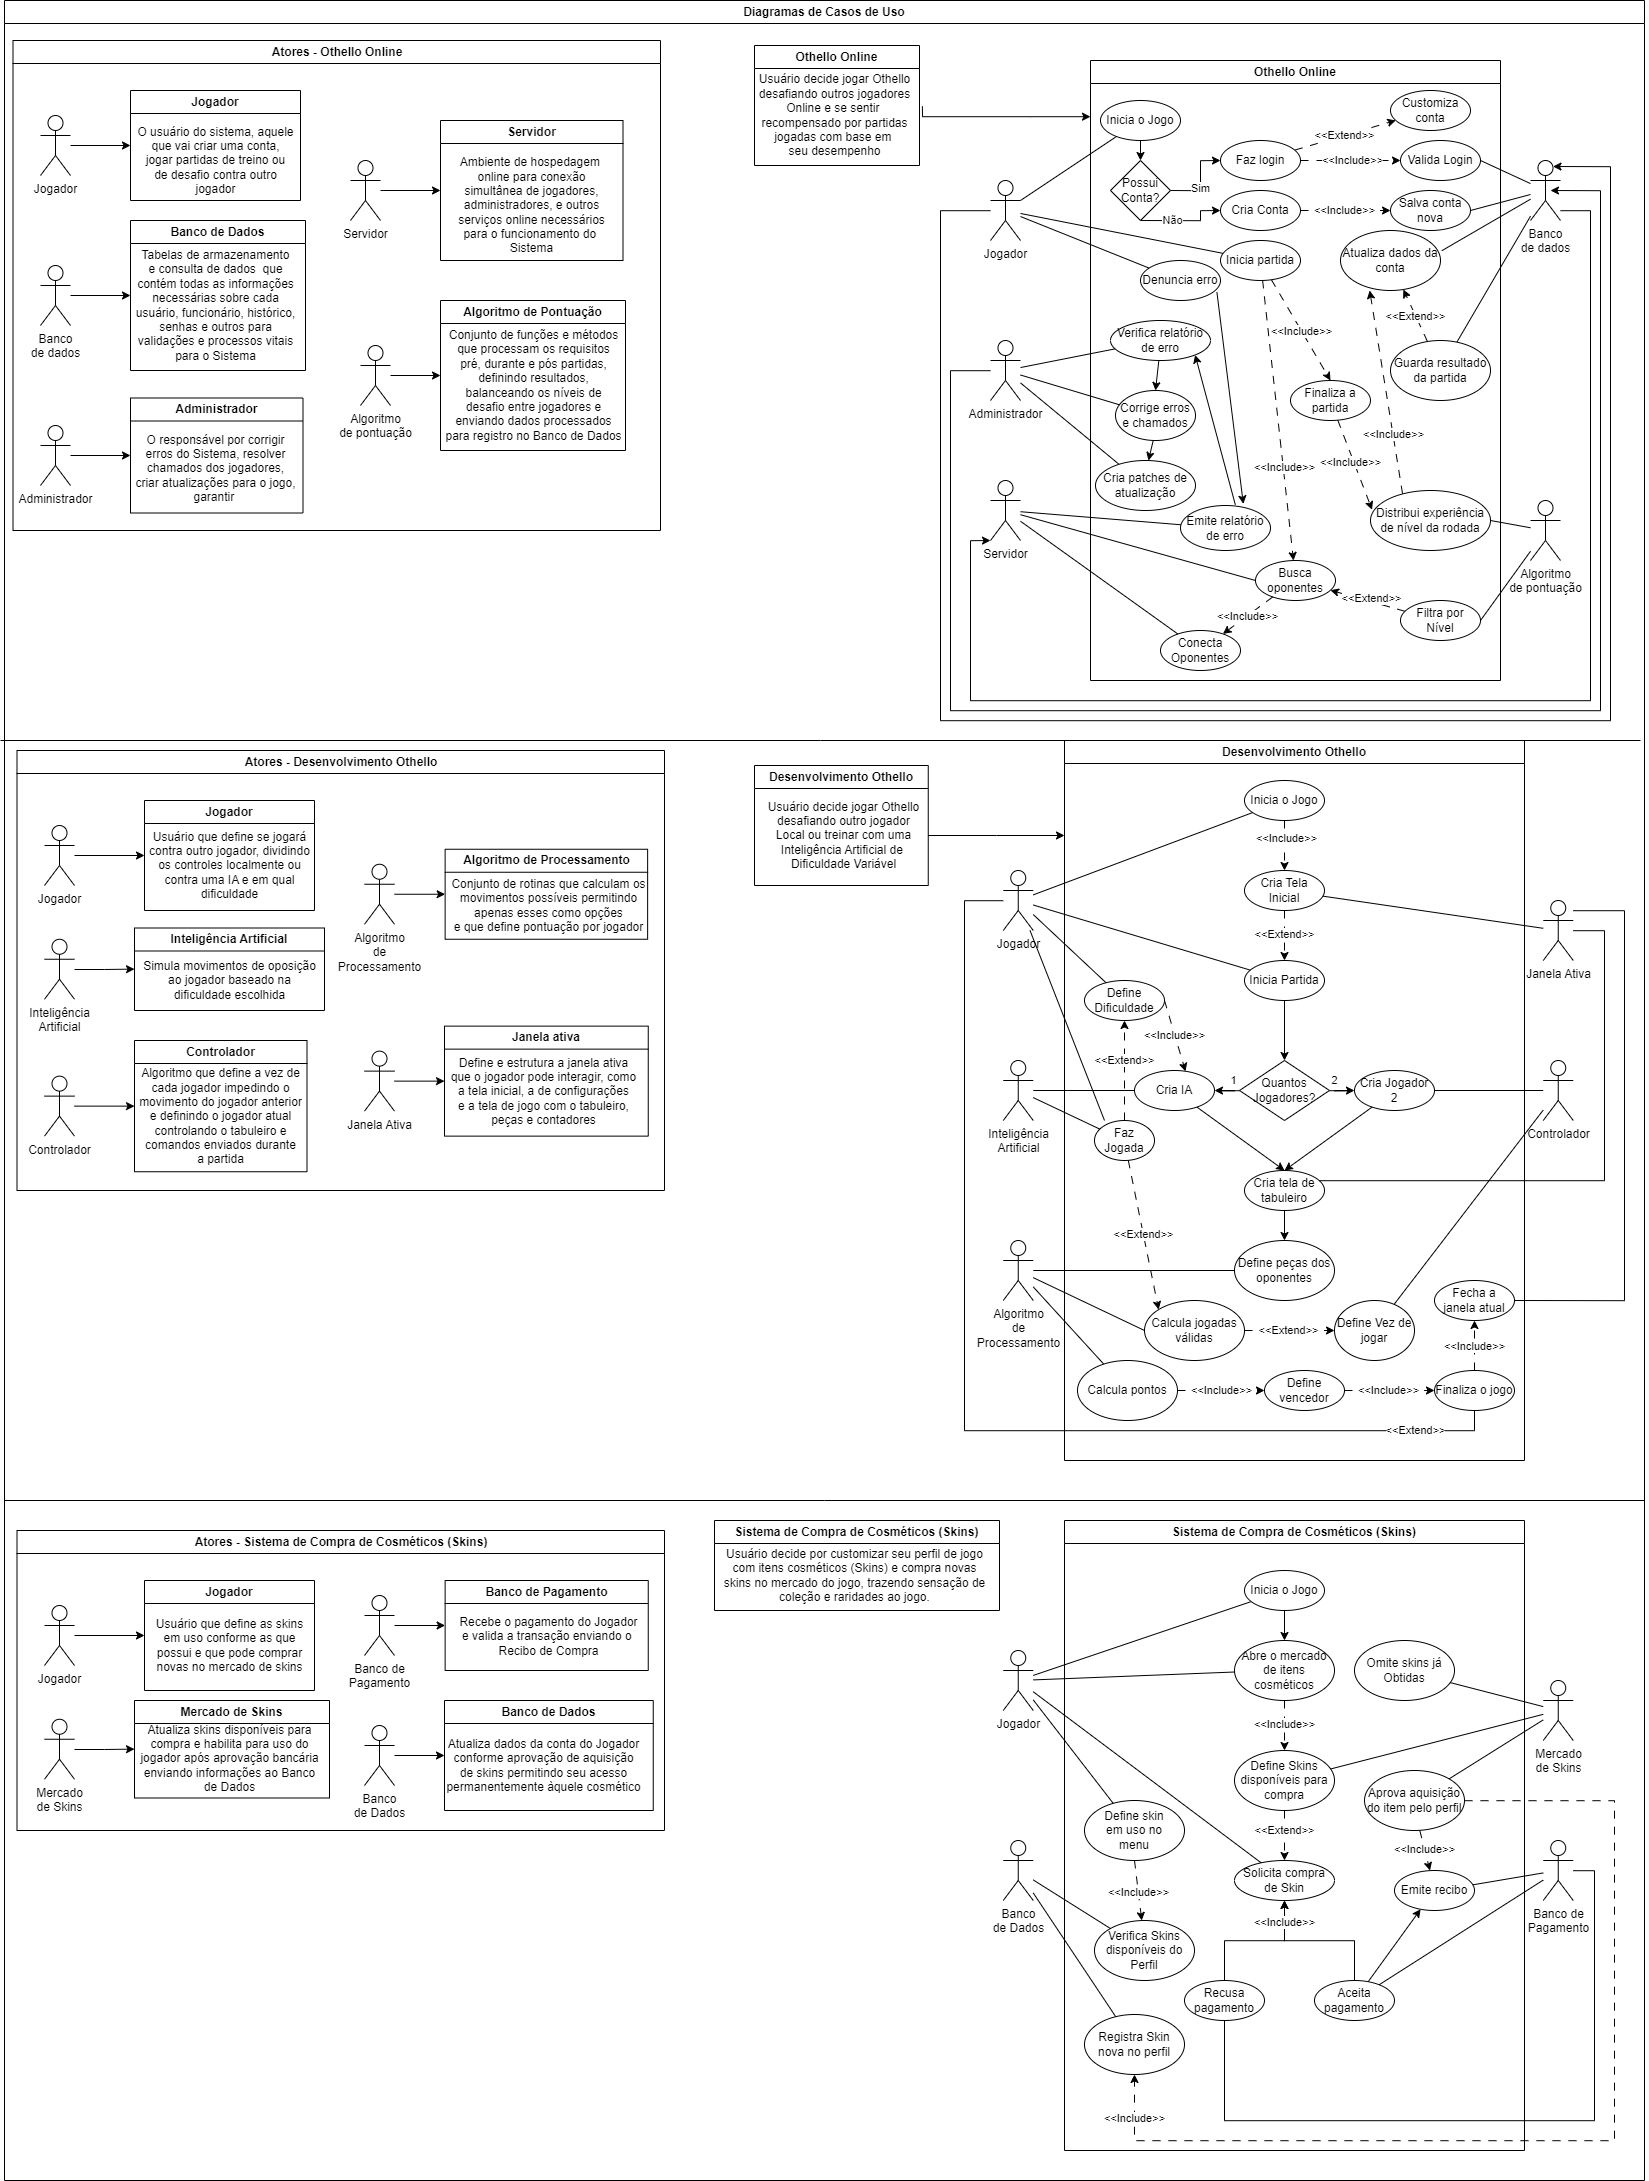 Diagramas de Casos de Uso
Atores - Othello Online
Jogador
O usuário do sistema, aquele
que vai criar uma conta,
jogar partidas de treino ou
de desafio contra outro
jogador
Jogador
Servidor
Ambiente de hospedagem
online para conexão
simultânea de jogadores,
administradores, e outros
serviços online necessários
para o funcionamento do
Sistema
Servidor
Banco de Dados
Tabelas de armazenamento
e consulta de dados que
contém todas as informações
necessárias sobre cada
usuário, funcionário, histórico,
senhas e outros para
validações e processos vitais
para o Sistema
Banco
de dados
Algoritmo de Pontuação
Conjunto de funções e métodos
que processam os requisitos
pré, durante e pós partidas,
definindo resultados,
balanceando os níveis de
desafio entre jogadores e
enviando dados processados
para registro no Banco de Dados
Algoritmo
de pontuação
Administrador
O responsável por corrigir
erros do Sistema, resolver
chamados dos jogadores,
criar atualizações para o jogo,
garantir
Administrador
Othello Online
Usuário decide jogar Othello
desafiando outros jogadores
Online e se sentir
recompensado por partidas
jogadas com base em
seu desempenho
Othello Online
Inicia o Jogo
Customiza
conta
<<Extend>>
Faz login
<<Include>>
Valida Login
Possui
Conta?
Sim
Não
Cria Conta
<<Include>>
Salva conta
nova
Jogador
Banco
de dados
Inicia partida
Atualiza dados da
conta
Denuncia erro
<<Include>>
<<Extend>>
Verifica relatório
de erro
Guarda resultado
da partida
Administrador
Corrige erros
e chamados
Finaliza a
partida
<<Include>>
<<Include>>
<<Include>>
Cria patches de
atualização
Servidor
Emite relatório
de erro
Distribui experiência
de nível da rodada
Algoritmo
de pontuação
Busca
oponentes
<<Extend>>
<<Include>>
Filtra por
Nível
Conecta
Oponentes
Atores - Desenvolvimento Othello
Jogador
Usuário que define se jogará
contra outro jogador, dividindo
os controles localmente ou
contra uma IA e em qual
dificuldade
Jogador
Algoritmo de Processamento
Conjunto de rotinas que calculam os
movimentos possíveis permitindo
apenas esses como opções
e que define pontuação por jogador
Algoritmo
de
Processamento
Inteligência Artificial
Simula movimentos de oposição
ao jogador baseado na
dificuldade escolhida
Inteligência
Artificial
Controlador
Algoritmo que define a vez de
cada jogador impedindo o
movimento do jogador anterior
e definindo o jogador atual
controlando o tabuleiro e
comandos enviados durante
a partida
Controlador
Janela ativa
Define e estrutura a janela ativa
que o jogador pode interagir, como
a tela inicial, a de configurações
e a tela de jogo com o tabuleiro,
peças e contadores
Janela Ativa
Desenvolvimento Othello
Usuário decide jogar Othello
desafiando outro jogador
Local ou treinar com uma
Inteligência Artificial de
Dificuldade Variável
Desenvolvimento Othello
Inicia o Jogo
<<Include>>
Cria Tela
Inicial
<<Extend>>
Jogador
Janela Ativa
Inicia Partida
Define
Dificuldade
<<Include>>
<<Extend>>
Cria IA
1
Quantos
Jogadores?
2
Cria Jogador
2
Inteligência
Artificial
Faz
Jogada
Controlador
Cria tela de
tabuleiro
<<Extend>>
Define peças dos
oponentes
Algoritmo
de
Processamento
Fecha a
janela atual
Calcula jogadas
válidas
<<Extend>>
Define Vez de
jogar
<<Include>>
Calcula pontos
<<Include>>
Define
vencedor
<<Include>>
Finaliza o jogo
<<Extend>>
Atores - Sistema de Compra de Cosméticos (Skins)
Jogador
Usuário que define as skins
em uso conforme as que
possui e que pode comprar
novas no mercado de skins
Jogador
Banco de Pagamento
Recebe o pagamento do Jogador
e valida a transação enviando o
Recibo de Compra
Banco de
Pagamento
Mercado de Skins
Atualiza skins disponíveis para
compra e habilita para uso do
jogador após aprovação bancária
enviando informações ao Banco
de Dados
Mercado
de Skins
Banco de Dados
Atualiza dados da conta do Jogador
conforme aprovação de aquisição
de skins permitindo seu acesso
permanentemente àquele cosmético
Banco
de Dados
Sistema de Compra de Cosméticos (Skins)
Usuário decide por customizar seu perfil de jogo
com itens cosméticos (Skins) e compra novas
skins no mercado do jogo, trazendo sensação de
coleção e raridades ao jogo.
Sistema de Compra de Cosméticos (Skins)
Inicia o Jogo
Abre o mercado
de itens
cosméticos
Omite skins já
Obtidas
Jogador
<<Include>>
Mercado
de Skins
Define Skins
disponíveis para
compra
Aprova aquisição
do item pelo perfil
Define skin
em uso no
menu
<<Extend>>
<<Include>>
Solicita compra
de Skin
Emite recibo
<<Include>>
Banco
de Dados
Banco de
Pagamento
<<Include>>
Verifica Skins
disponíveis do
Perfil
Recusa
pagamento
Aceita
pagamento
Registra Skin
nova no perfil
<<Include>>